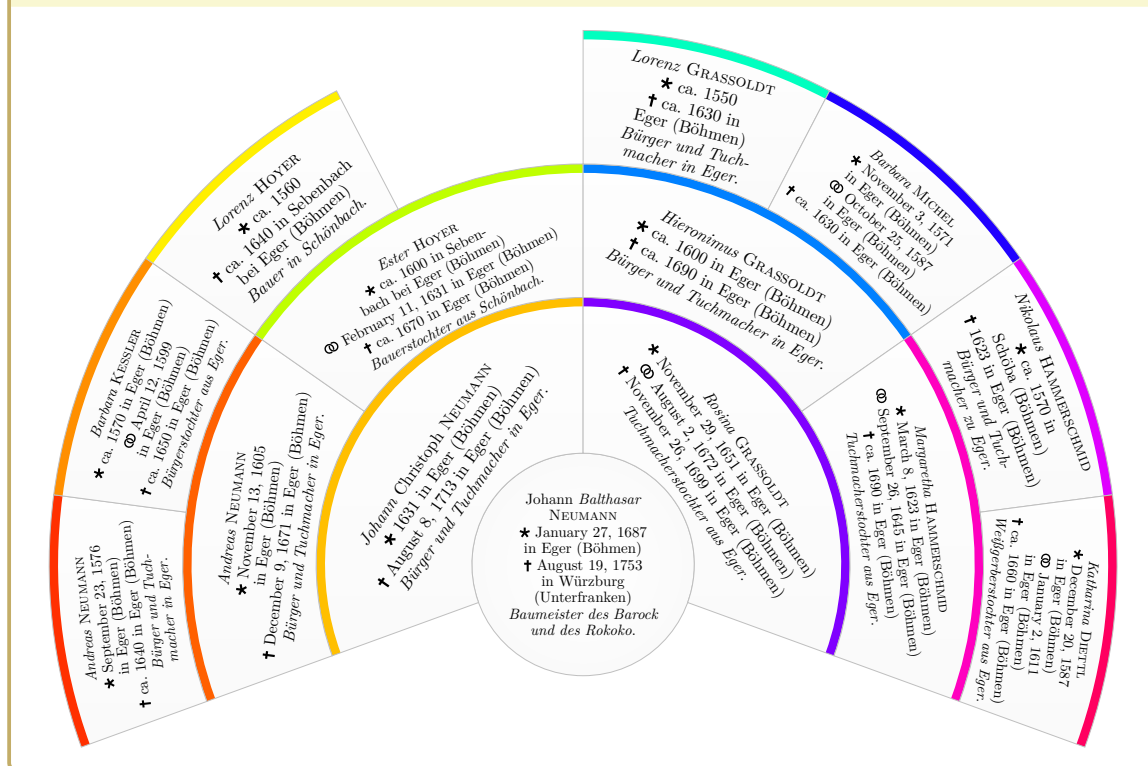 Lorenz GRASSOLDT
* ca. 1550
† ca. 1630 in
Eger (Böhmen)
Bürger und Tuch-
macher in Eger.
Lorenz HOYER
* ca. 1560
† ca. 1640 in Sebenbach
bei Eger (Böhmen)
Bauer in Schönbach.
Barbara MICHEL
* November 3, 1571
in Eger (Böhmen)
⚭ October 25, 1587
in Eger (Böhmen)
† ca. 1630 in Eger (Böhmen)
Ester HOYER
* ca. 1600 in Seben-
bach bei Eger (Böhmen)
⚭ February 11, 1631 in Eger (Böhmen)
† ca. 1670 in Eger (Böhmen)
Bauerstochter aus Schönbach.
Hieronimus GRASSOLDT
* ca. 1600 in Eger (Böhmen)
† ca. 1690 in Eger (Böhmen)
Bürger und Tuchmacher in Eger.
Barbara KESSLER
* ca. 1570 in Eger (Böhmen)
⚭ April 12, 1599
in Eger (Böhmen)
† ca. 1650 in Eger (Böhmen)
Bürgerstochter aus Eger.
Nikolaus HAMMERSCHMID
* ca. 1570 in
Schöba (Böhmen)
† 1623 in Eger (Böhmen)
Bürger und Tuch-
macher zu Eger.
Johann Christoph NEUMANN
* 1631 in Eger (Böhmen)
† August 8, 1713 in Eger (Böhmen)
Bürger und Tuchmacher in Eger.
Rosina GRASSOLDT
* November 29, 1651 in Eger (Böhmen)
⚭ August 2, 1672 in Eger (Böhmen)
† November 26, 1699 in Eger (Böhmen)
Tuchmacherstochter aus Eger.
Andreas NEUMANN
* November 13, 1605
in Eger (Böhmen)
† December 9, 1671 in Eger (Böhmen)
Bürger und Tuchmacher in Eger.
Margaretha HAMMERSCHMID
* March 8, 1623 in Eger (Böhmen)
⚭ September 26, 1645 in Eger (Böhmen)
† ca. 1690 in Eger (Böhmen)
Tuchmacherstochter aus Eger.
Andreas NEUMANN
* September 23, 1576
in Eger (Böhmen)
† ca. 1640 in Eger (Böhmen)
Bürger und Tuch-
macher in Eger.
Johann Balthasar
NEUMANN
* January 27, 1687
in Eger (Böhmen)
† August 19, 1753
in Würzburg
(Unterfranken)
Baumeister des Barock
und des Rokoko.
Katharina DIETTL
* December 20, 1587
in Eger (Böhmen)
⚭ January 2, 1611
in Eger (Böhmen)
† ca. 1660 in Eger (Böhmen)
Weißgerberstochter aus Eger.